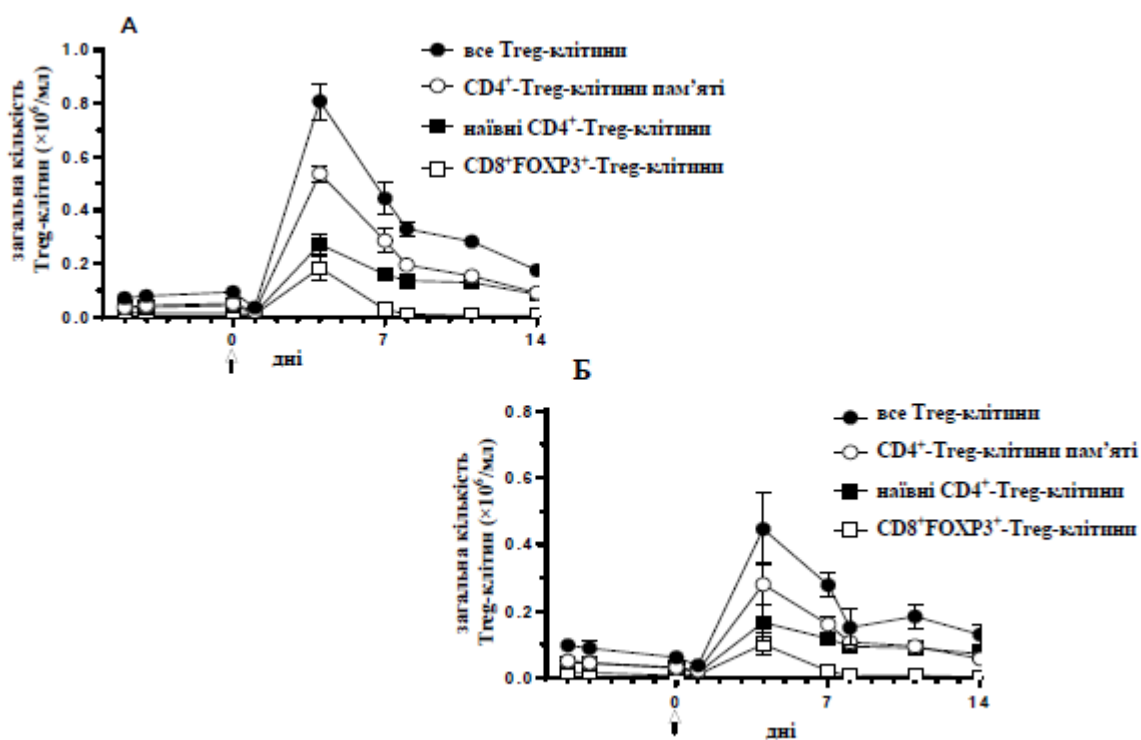 А
1.0
0.8
0.6
0.4
0.2
0.0
загальна кількість
Treg-клітин (×10⁶/мл)
все Treg-клітини
CD4⁺-Treg-клітини пам’яті
наївні CD4⁺-Treg-клітини
CD8⁺FOXP3⁺-Treg-клітини
0
7
14
дні
Б
0.8
0.6
0.4
0.2
0.0
загальна кількість
Treg-клітин (×10⁶/мл)
все Treg-клітини
CD4⁺-Treg-клітини пам’яті
наївні CD4⁺-Treg-клітини
CD8⁺FOXP3⁺-Treg-клітини
0
7
14
дні